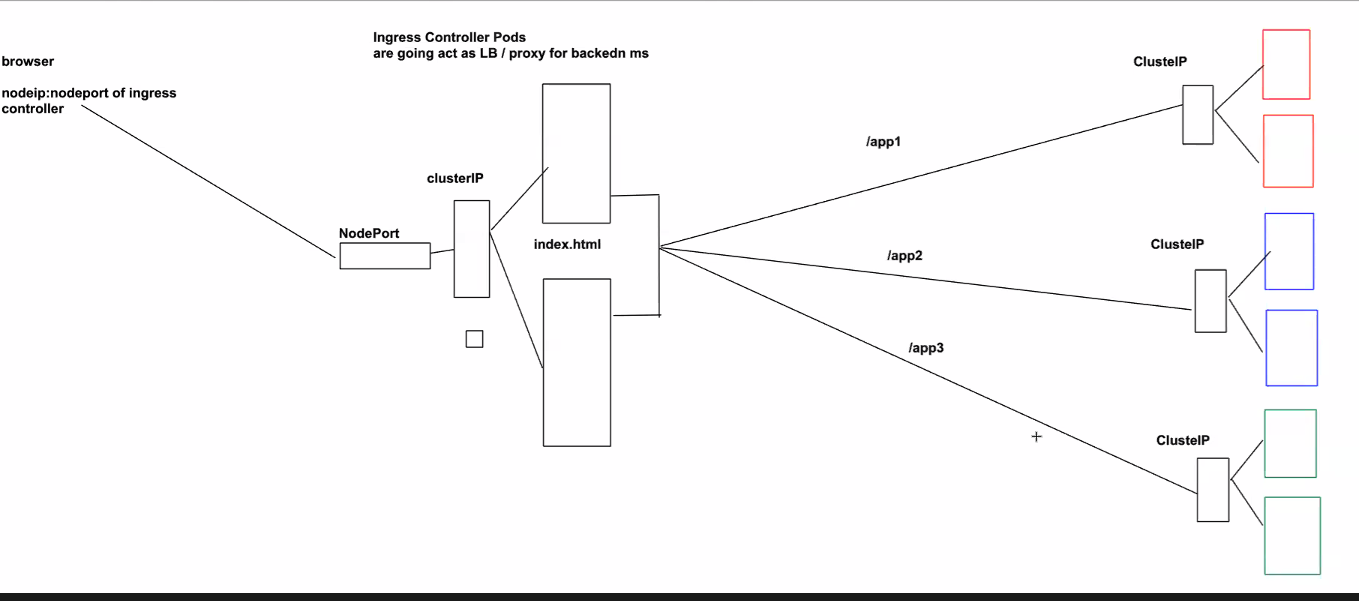 Ingress Controller Pods
are going act as LB / proxy for backedn ms
browser
nodeip:nodeport of ingress
controller
NodePort
clusterIP
index.html
/app1
/app2
/app3
ClusteIP
ClusteIP
ClusteIP